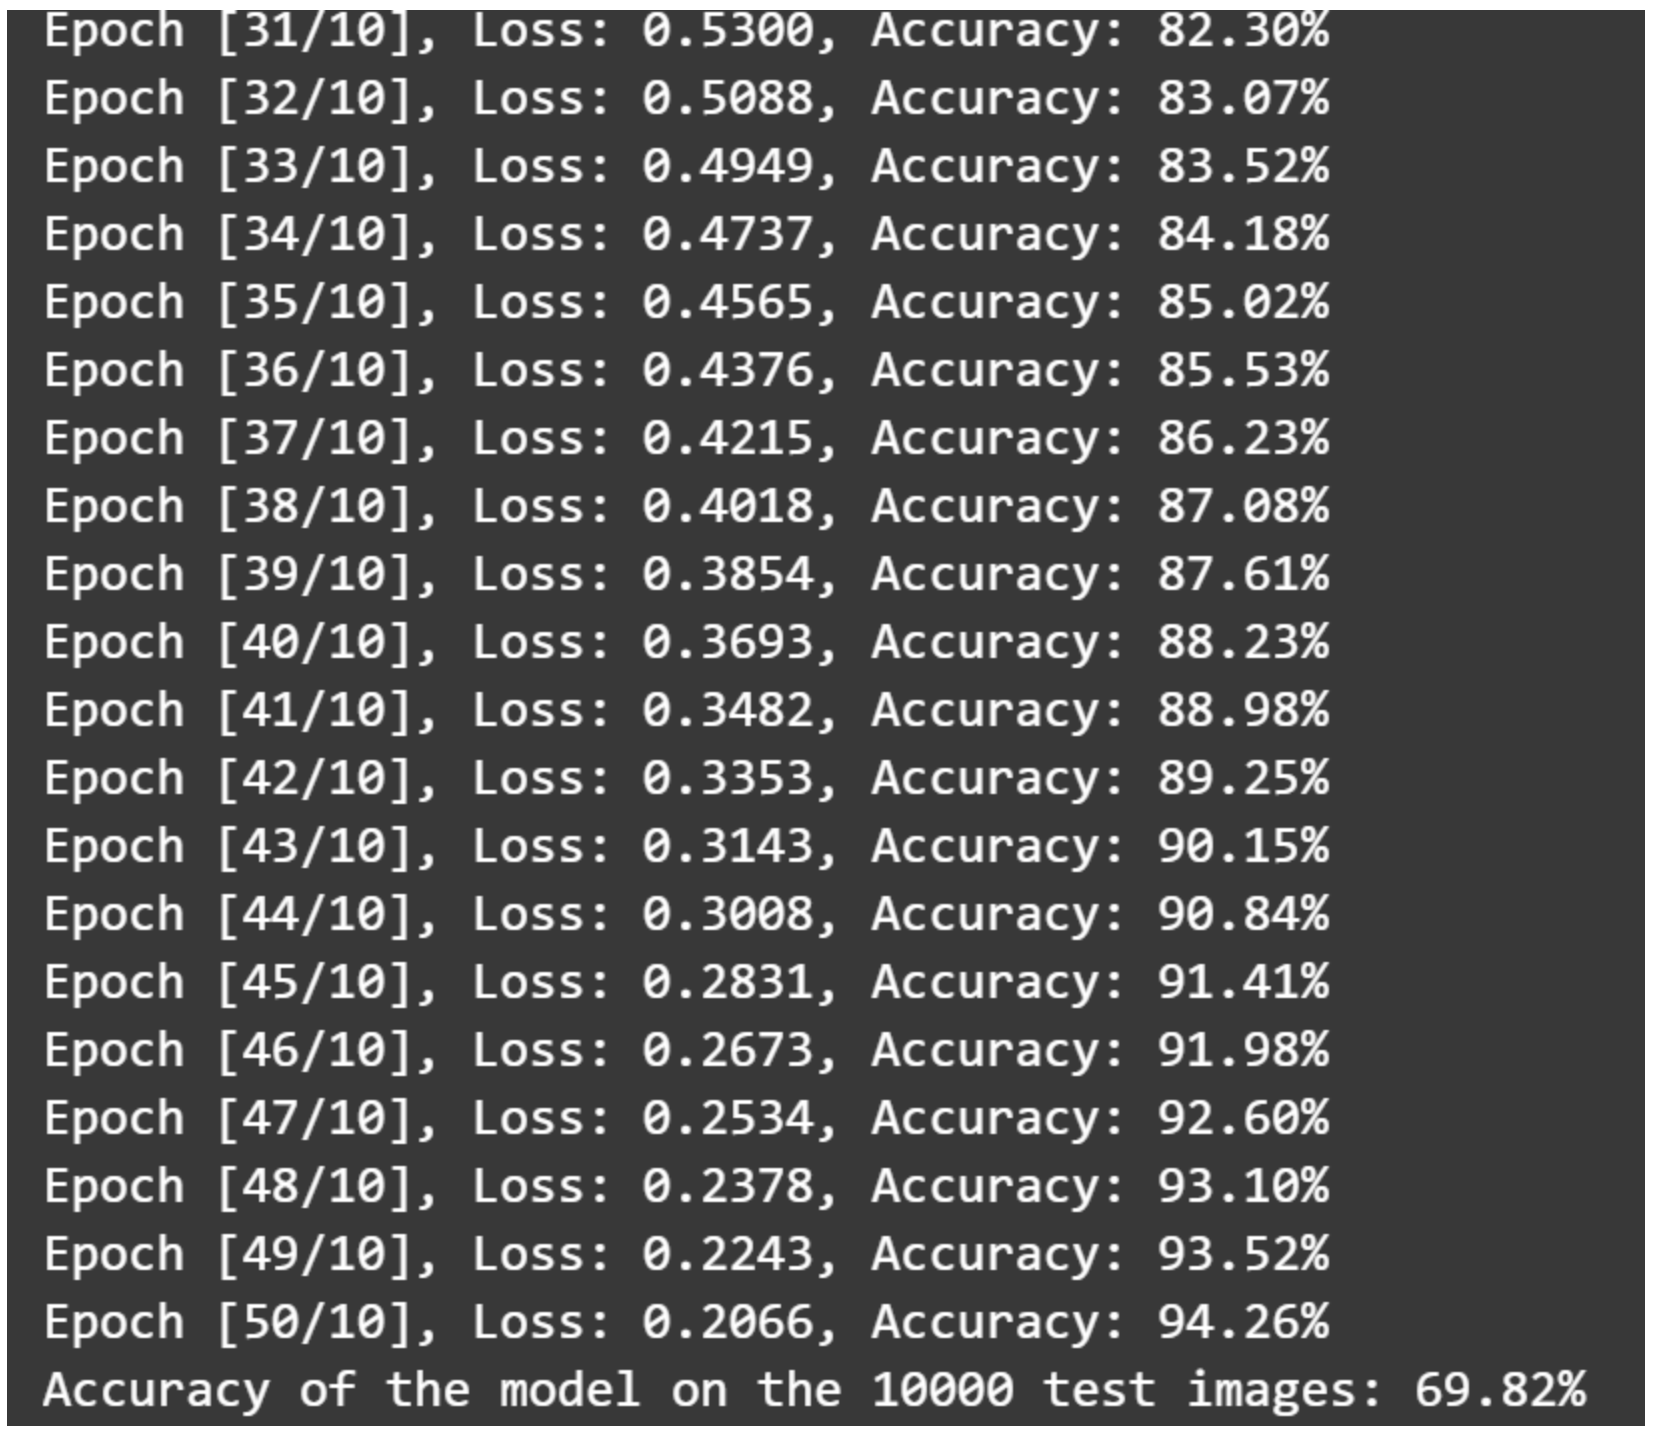 Epoch [31/10], Loss: 0.5300, Accuracy: 82.30%
Epoch [32/10], Loss: 0.5088, Accuracy: 83.07%
Epoch [33/10], Loss: 0.4949, Accuracy: 83.52%
Epoch [34/10], Loss: 0.4737, Accuracy: 84.18%
Epoch [35/10], Loss: 0.4565, Accuracy: 85.02%
Epoch [36/10], Loss: 0.4376, Accuracy: 85.53%
Epoch [37/10], Loss: 0.4215, Accuracy: 86.23%
Epoch [38/10], Loss: 0.4018, Accuracy: 87.08%
Epoch [39/10], Loss: 0.3854, Accuracy: 87.61%
Epoch [40/10], Loss: 0.3693, Accuracy: 88.23%
Epoch [41/10], Loss: 0.3482, Accuracy: 88.98%
Epoch [42/10], Loss: 0.3353, Accuracy: 89.25%
Epoch [43/10], Loss: 0.3143, Accuracy: 90.15%
Epoch [44/10], Loss: 0.3008, Accuracy: 90.84%
Epoch [45/10], Loss: 0.2831, Accuracy: 91.41%
Epoch [46/10], Loss: 0.2673, Accuracy: 91.98%
Epoch [47/10], Loss: 0.2534, Accuracy: 92.60%
Epoch [48/10], Loss: 0.2378, Accuracy: 93.10%
Epoch [49/10], Loss: 0.2243, Accuracy: 93.52%
Epoch [50/10], Loss: 0.2066, Accuracy: 94.26%
Accuracy of the model on the 10000 test images: 69.82%